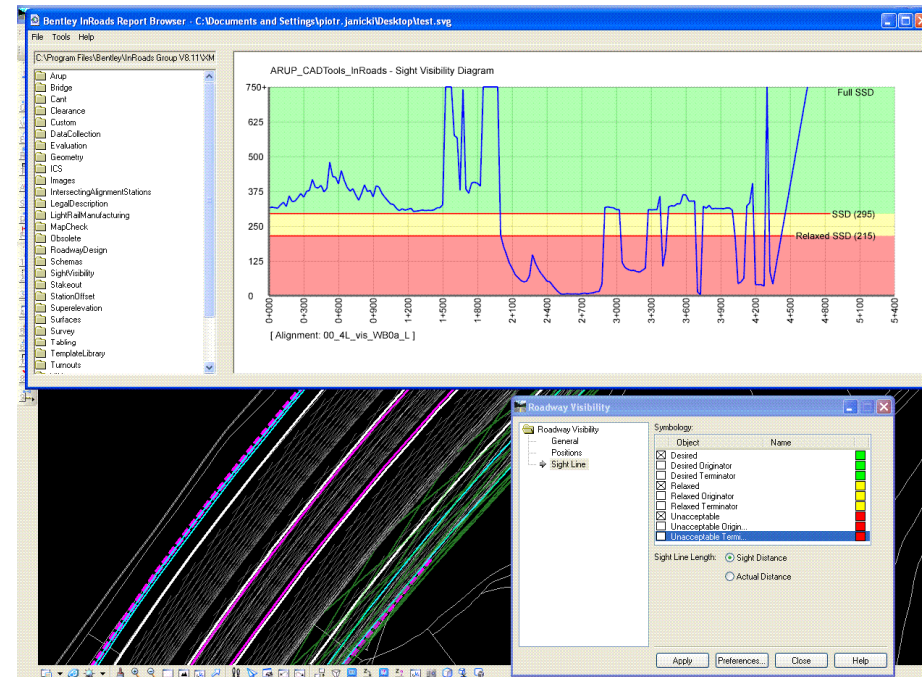 Bentley InRoads Report Browser - C:\Documents and Settings\piotr.janicki\Desktop\test.svg
File Tools Help
C:\Program Files\Bentley\InRoads Group V8.11\XM
Arup
Bridge
Cant
Clearance
Custom
DataCollection
Evaluation
Geometry
ICS
Images
IntersectingAlignmentStations
LegalDescription
LightRailManufacturing
MapCheck
Obsolete
RoadwayDesign
Schemas
SightVisibility
Stakeout
StationOffset
Superelevation
Surfaces
Survey
Tabling
TemplateLibrary
Turnouts
ARUP_CADTools_InRoads - Sight Visibility Diagram
750+
625
500
375
250
125
0
Full SSD
SSD (295)
Relaxed SSD (215)
0+000 0+300 0+600 0+900 1+200 1+500 1+800 2+100 2+400 2+700 3+000 3+300 3+600 3+900 4+200 4+500 4+800 5+100 5+400
[ Alignment: 00_4L_vis_WB0a_L ]
Roadway Visibility
Roadway Visibility
General
Positions
Sight Line
Symbology:
Object Name
Desired
Desired Originator
Desired Terminator
Relaxed
Relaxed Originator
Relaxed Terminator
Unacceptable
Unacceptable Origin...
Unacceptable Termi...
Sight Line Length: Sight Distance
Actual Distance
Apply Preferences... Close Help